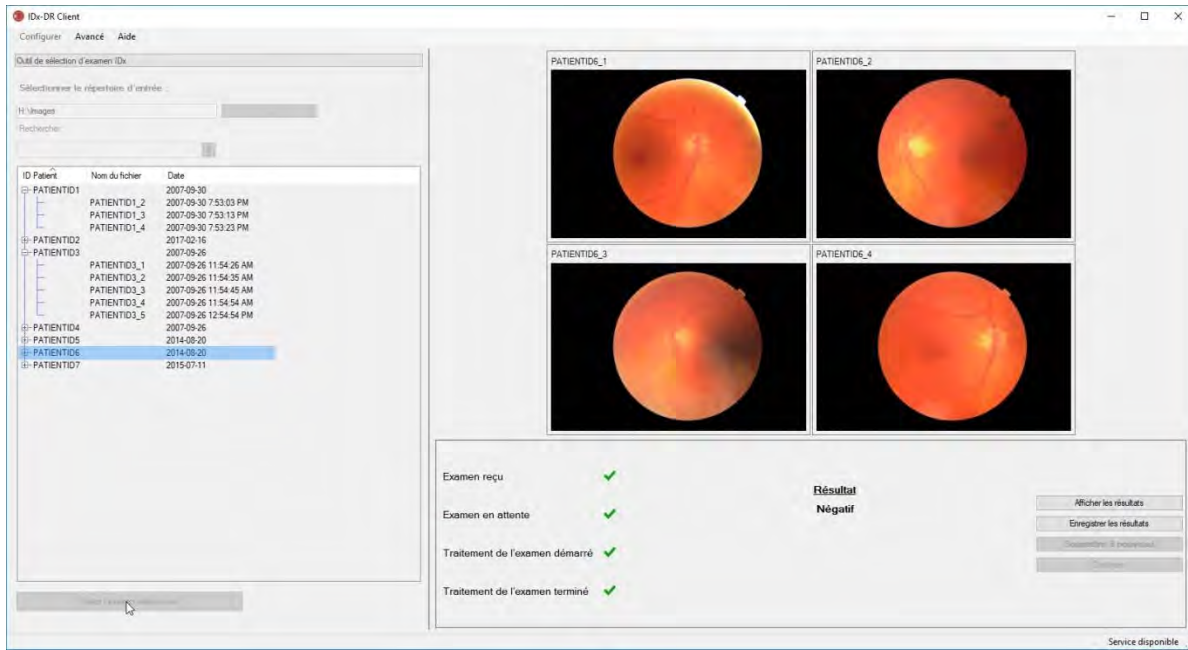 IDx-DR Client
Configurer Avancé Aide
Outil de sélection d'examen IDx
Sélectionner le répertoire d'entrée :
H:\Images
Rechercher
ID Patient Nom du fichier Date
PATIENTID1 2007-09-30
PATIENTID1_2 2007-09-30 7:53:03 PM
PATIENTID1_3 2007-09-30 7:53:13 PM
PATIENTID1_4 2007-09-30 7:53:23 PM
PATIENTID2 2017-02-16
PATIENTID3 2007-09-26
PATIENTID3_1 2007-09-26 11:54:26 AM
PATIENTID3_2 2007-09-26 11:54:35 AM
PATIENTID3_3 2007-09-26 11:54:45 AM
PATIENTID3_4 2007-09-26 11:54:54 AM
PATIENTID3_5 2007-09-26 12:54:54 PM
PATIENTID4 2007-09-26
PATIENTID5 2014-08-20
PATIENTID6 2014-08-20
PATIENTID7 2015-07-11
PATIENTID6_1
PATIENTID6_2
PATIENTID6_3
PATIENTID6_4
Examen reçu
Examen en attente
Traitement de l'examen démarré
Traitement de l'examen terminé
Résultat
Négatif
Afficher les résultats
Enregistrer les résultats
Service disponible